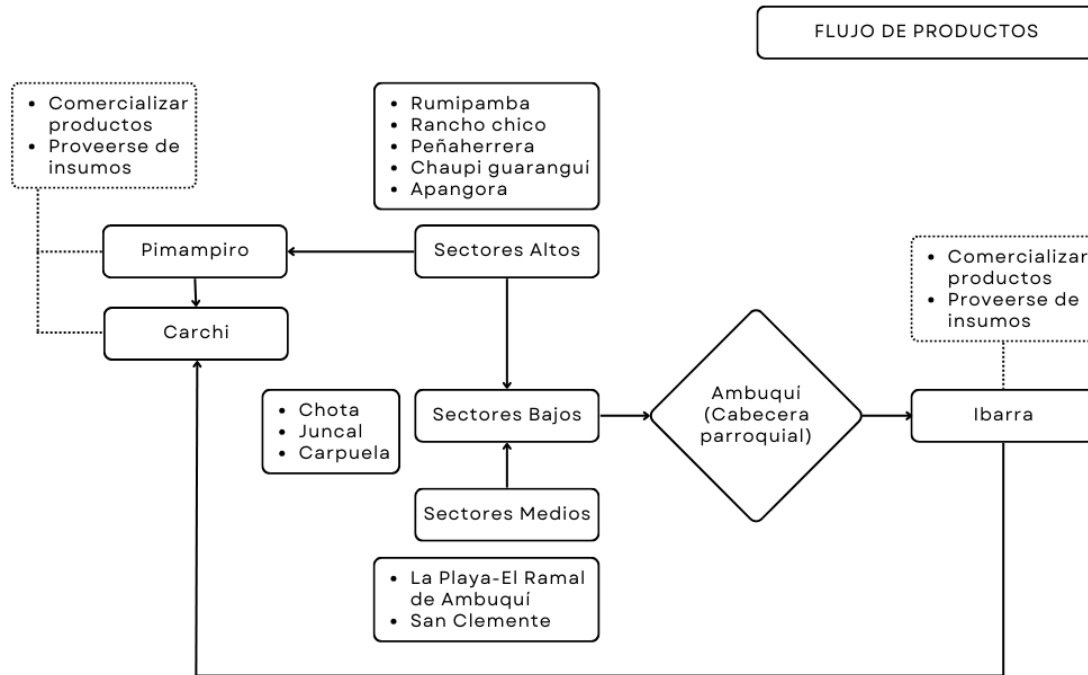 FLUJO DE PRODUCTOS
• Comercializar
productos
• Proveerse de
insumos
• Rumipamba
• Rancho chico
• Peñaherrera
• Chaupi guaranguí
• Apangora
Pimampiro
Sectores Altos
• Comercializar
productos
• Proveerse de
insumos
Carchi
• Chota
• Juncal
• Carpuela
Sectores Bajos
Ambuquí
(Cabecera
parroquial)
Ibarra
Sectores Medios
• La Playa-El Ramal
de Ambuquí
• San Clemente